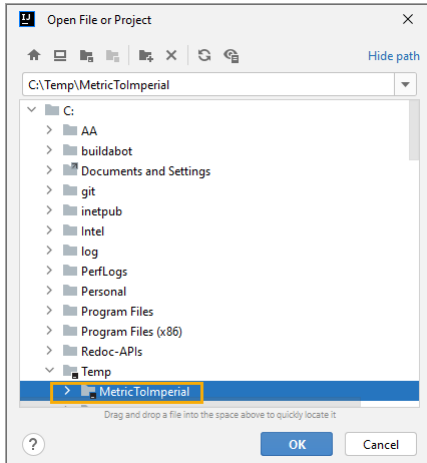 IJ Open File or Project
Hide path
C:\Temp\MetricToImperial
C:
AA
buildabot
Documents and Settings
git
inetpub
Intel
log
PerfLogs
Personal
Program Files
Program Files (x86)
Redoc-APIs
Temp
MetricToImperial
Drag and drop a file into the space above to quickly locate it
? OK Cancel